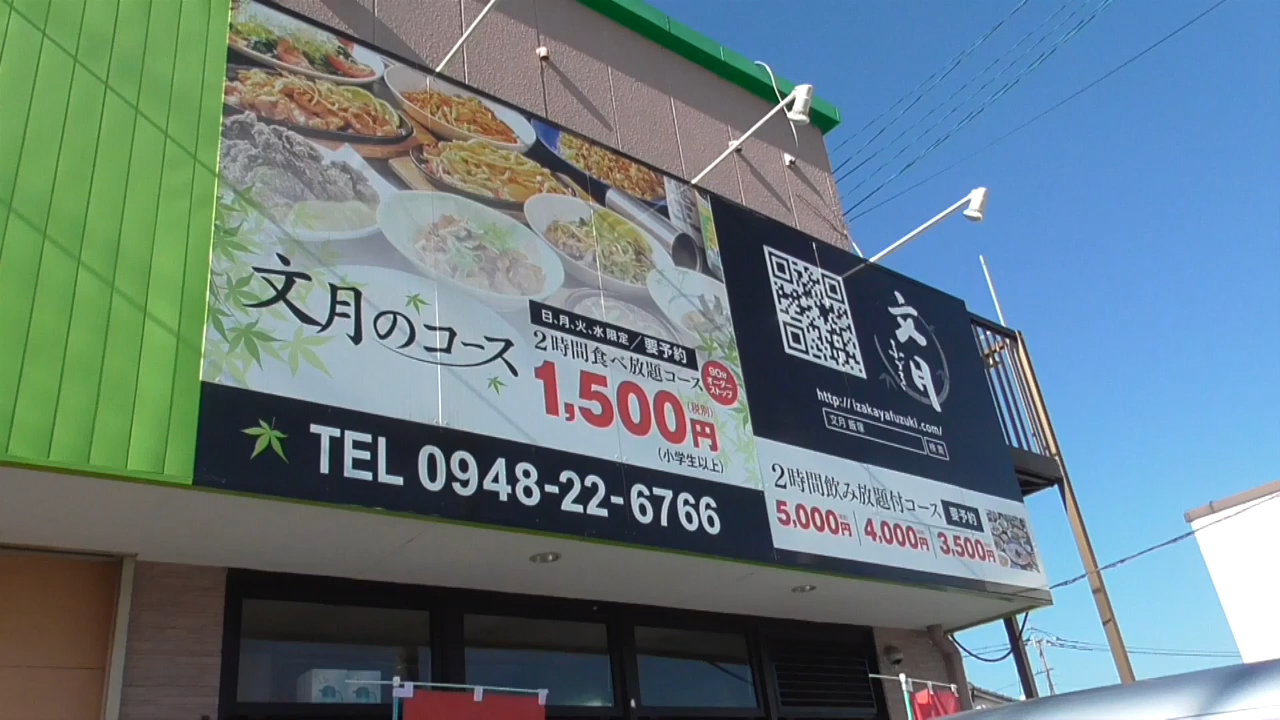 文月のコース
日、月、火、水限定／要予約
2時間食べ放題コース
90分
オーダー
ストップ
1,500円
(税別)
(小学生以上)
TEL 0948-22-6766
文月
ふづき
http://izakayafuzuki.com/
文月 飯塚
検索
2時間飲み放題付コース 要予約
5,000円 4,000円 3,500円